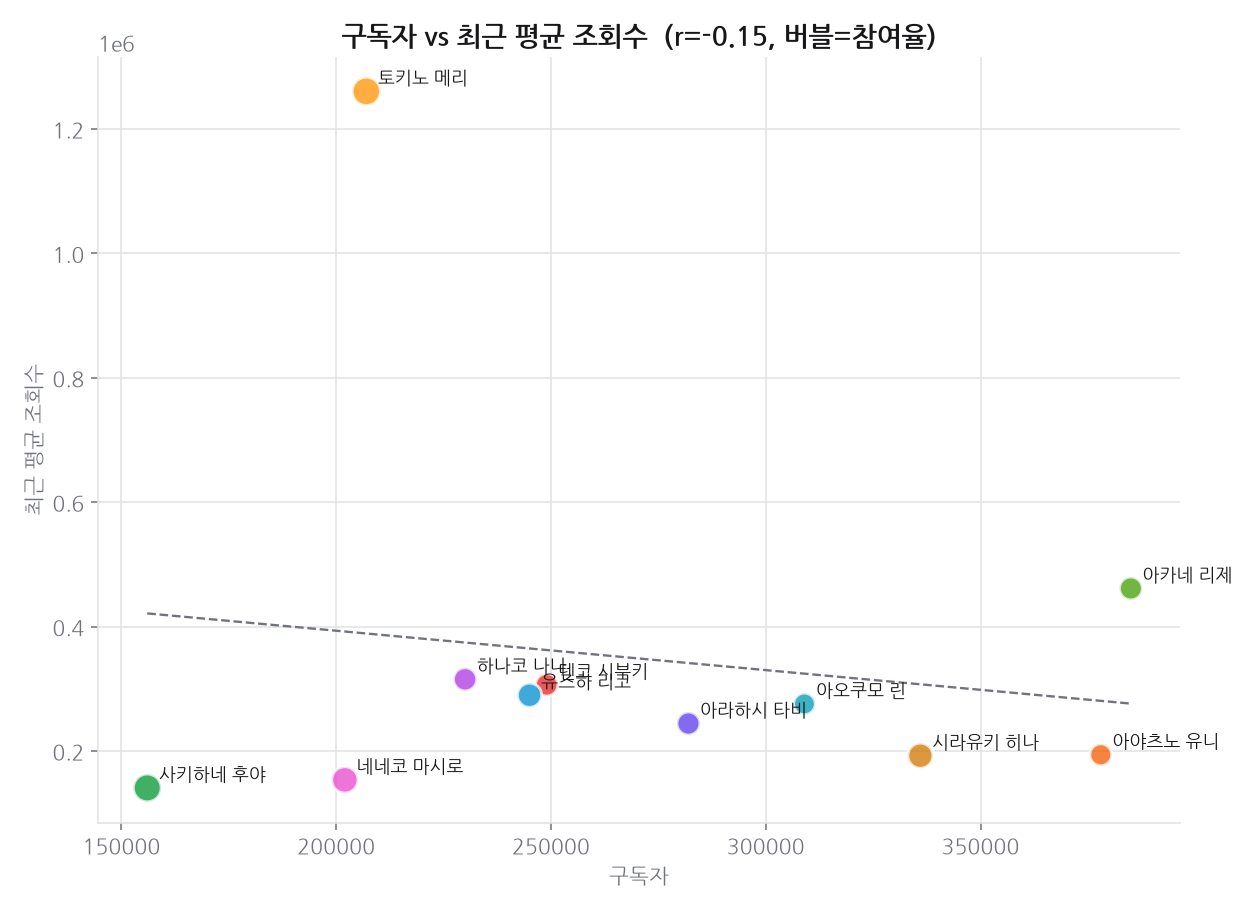 구독자 vs 최근 평균 조회수 (r=-0.15, 버블=참여율)
1e6
토키노 메리
1.2
1.0
0.8
최근 평균 조회수
0.6
아카네 리제
0.4
하나코 나나
텐코 시부키
유즈하 리코
아오쿠모 린
아라하시 타비
시라유키 히나
아야츠노 유니
0.2
네네코 마시로
사키하네 후야
150000 200000 250000 300000 350000
구독자